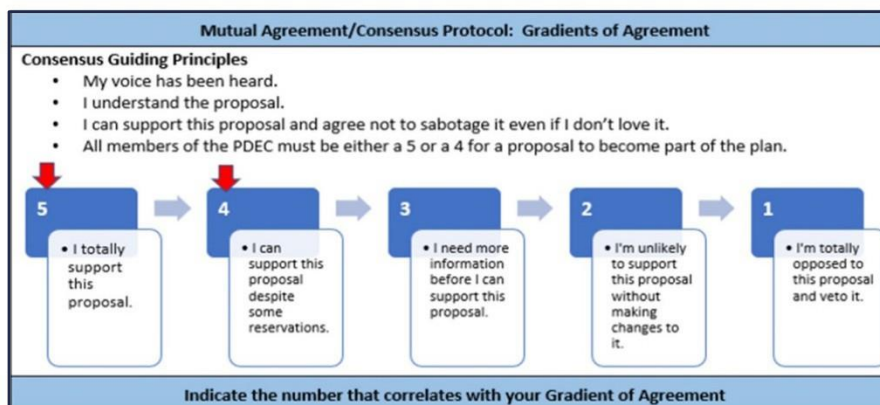 Mutual Agreement/Consensus Protocol:  Gradients of Agreement
Consensus Guiding Principles
• My voice has been heard.
• I understand the proposal.
• I can support this proposal and agree not to sabotage it even if I don't love it.
• All members of the PDEC must be either a 5 or a 4 for a proposal to become part of the plan.
5
• I totally
support
this
proposal.
4
• I can
support this
proposal
despite
some
reservations.
3
• I need more
information
before I can
support this
proposal.
2
• I'm unlikely
to support
this proposal
without
making
changes to
it.
1
• I'm totally
opposed to
this proposal
and veto it.
Indicate the number that correlates with your Gradient of Agreement